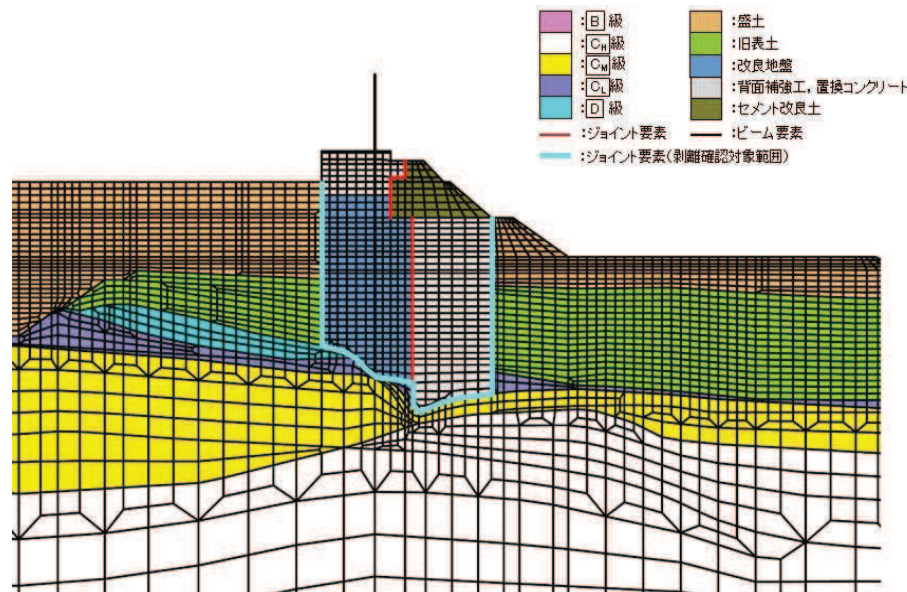 :B級
:CH級
:CM級
:CL級
:D級
:ジョイント要素
:ジョイント要素(剥離確認対象範囲)
:盛土
:旧表土
:改良地盤
:背面補強工，置換コンクリート
:セメント改良土
:ビーム要素